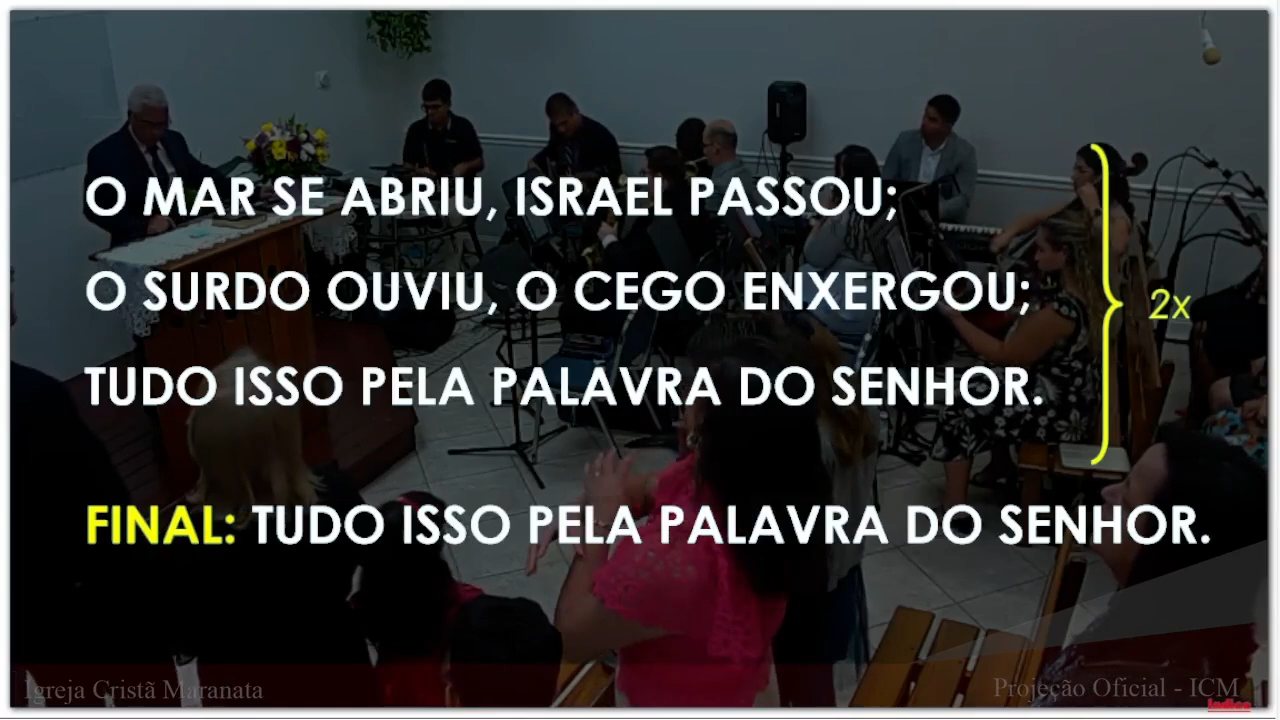 O MAR SE ABRIU, ISRAEL PASSOU;
O SURDO OUVIU, O CEGO ENXERGOU;
2x
TUDO ISSO PELA PALAVRA DO SENHOR.
FINAL: TUDO ISSO PELA PALAVRA DO SENHOR.
Igreja Cristã Maranata
Projeção Oficial - ICM
Índice